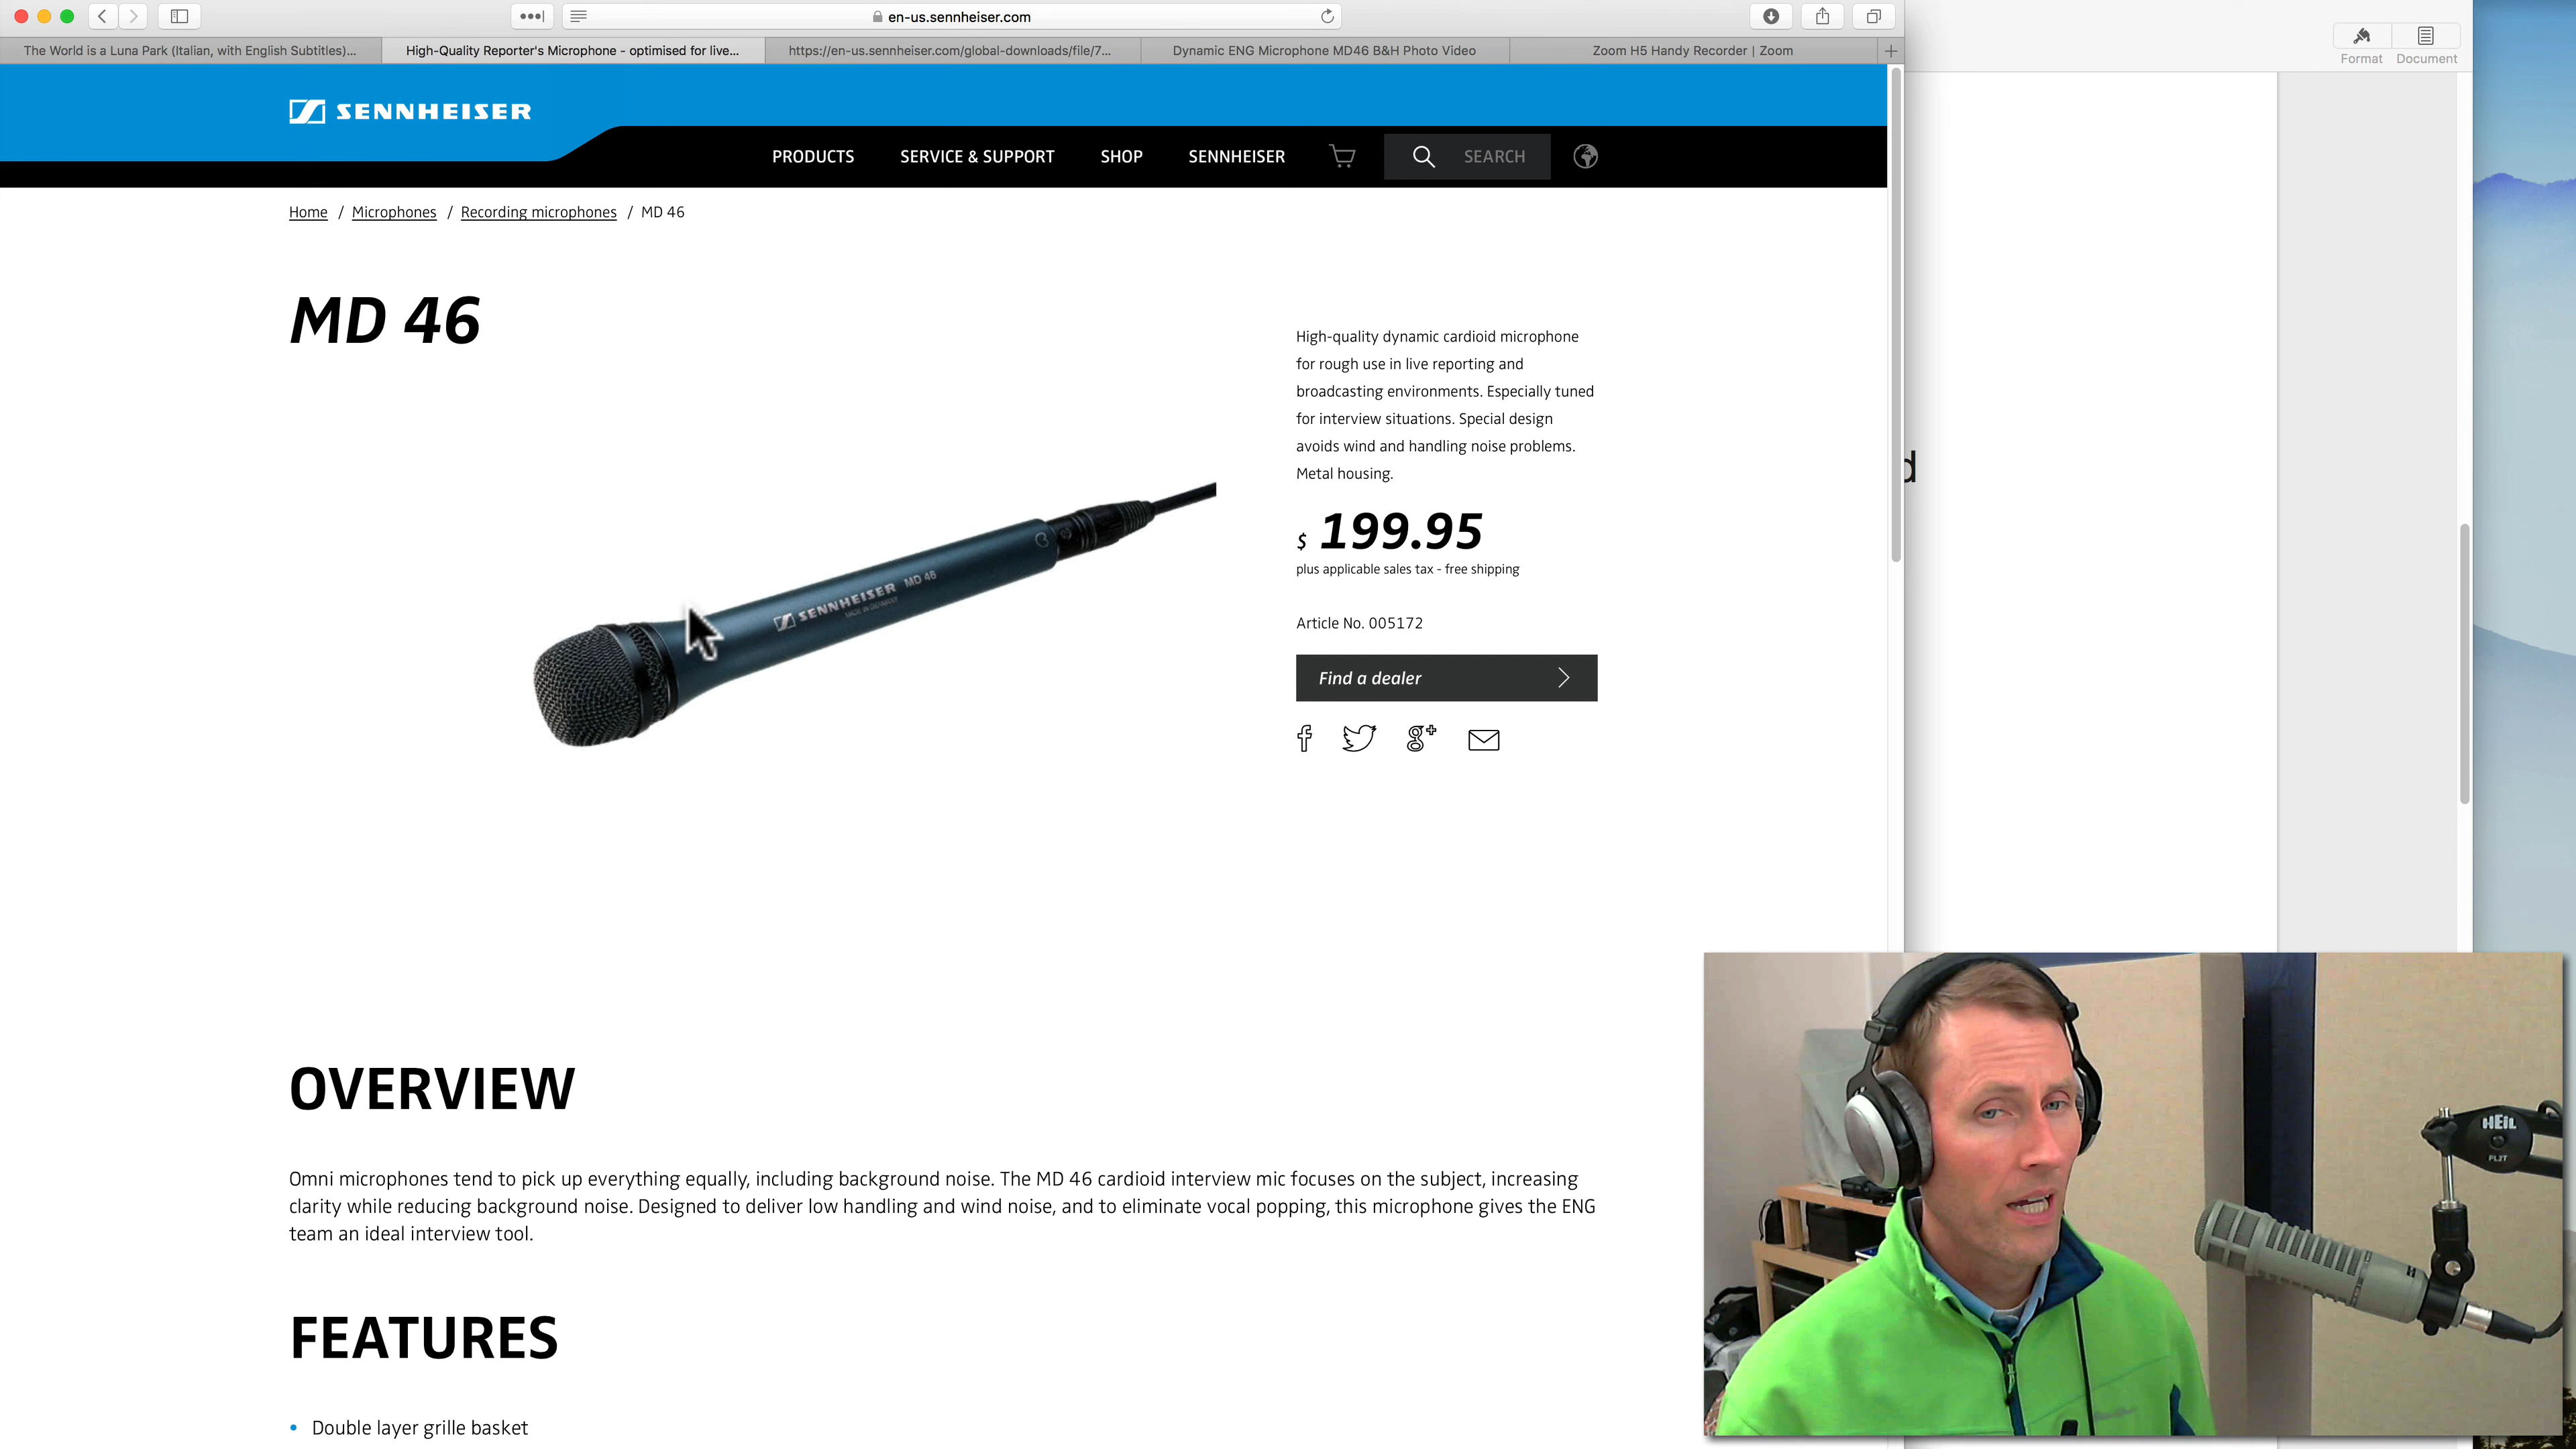 en-us.sennheiser.com
The World is a Luna Park (Italian, with English Subtitles)...
High-Quality Reporter's Microphone - optimised for live...
https://en-us.sennheiser.com/global-downloads/file/7...
Dynamic ENG Microphone MD46 B&H Photo Video
Zoom H5 Handy Recorder | Zoom
Format
Document
SENNHEISER
PRODUCTS
SERVICE & SUPPORT
SHOP
SENNHEISER
SEARCH
Home / Microphones / Recording microphones / MD 46
MD 46
High-quality dynamic cardioid microphone
for rough use in live reporting and
broadcasting environments. Especially tuned
for interview situations. Special design
avoids wind and handling noise problems.
Metal housing.
d
$ 199.95
plus applicable sales tax - free shipping
SENNHEISER MD 46
MADE IN GERMANY
Article No. 005172
Find a dealer
OVERVIEW
Omni microphones tend to pick up everything equally, including background noise. The MD 46 cardioid interview mic focuses on the subject, increasing
clarity while reducing background noise. Designed to deliver low handling and wind noise, and to eliminate vocal popping, this microphone gives the ENG
team an ideal interview tool.
HEIL
FL2T
FEATURES
• Double layer grille basket